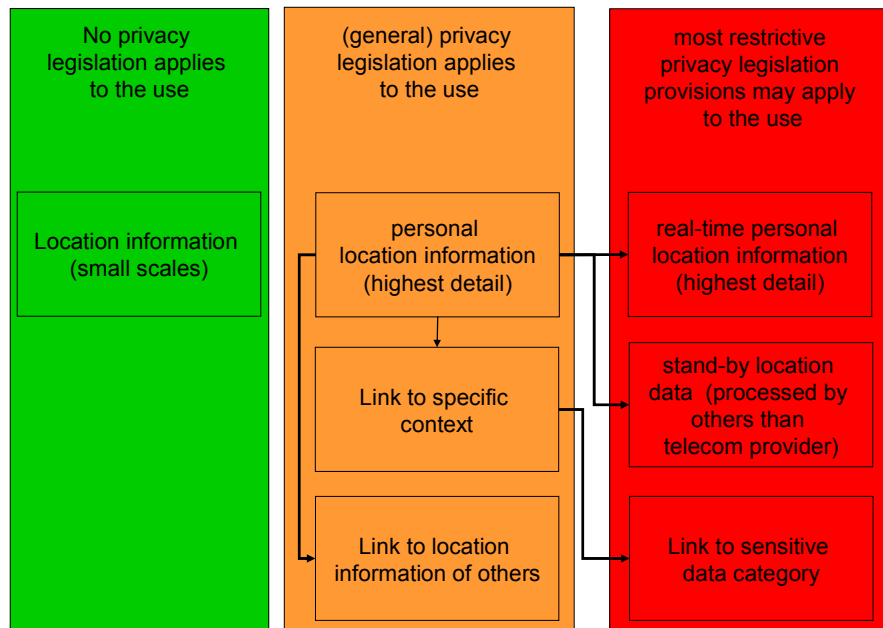 No privacy
legislation applies
to the use
(general) privacy
legislation applies
to the use
most restrictive
privacy legislation
provisions may apply
to the use
Location information
(small scales)
personal
location information
(highest detail)
real-time personal
location information
(highest detail)
Link to specific
context
stand-by location
data (processed by
others than
telecom provider)
Link to location
information of others
Link to sensitive
data category